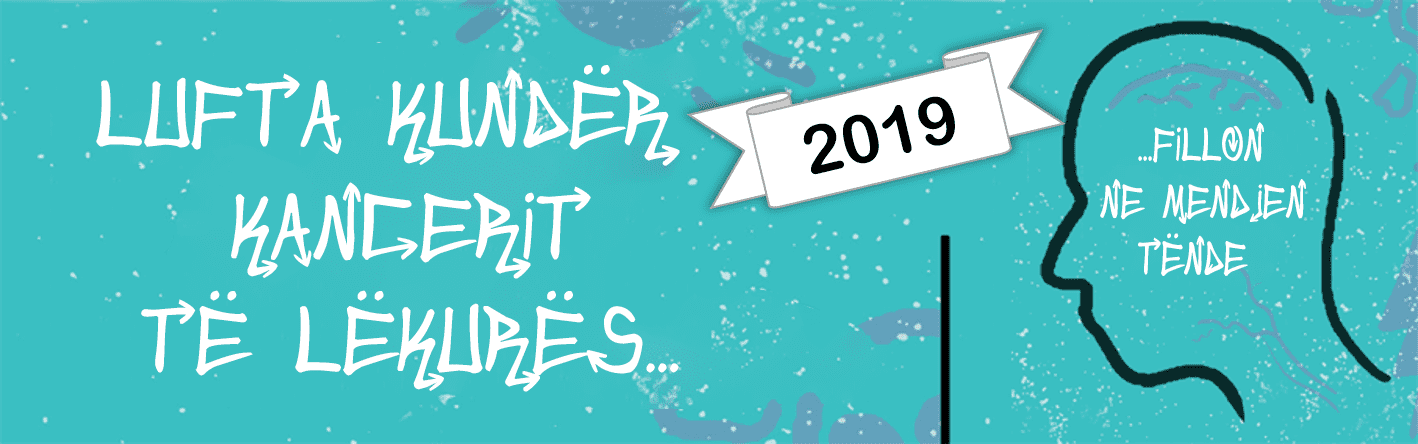 LUFTA KUNDËR
KANCERIT
TË LËKURËS...
2019
...FiLLON
NE MENDJEN
TËNDE